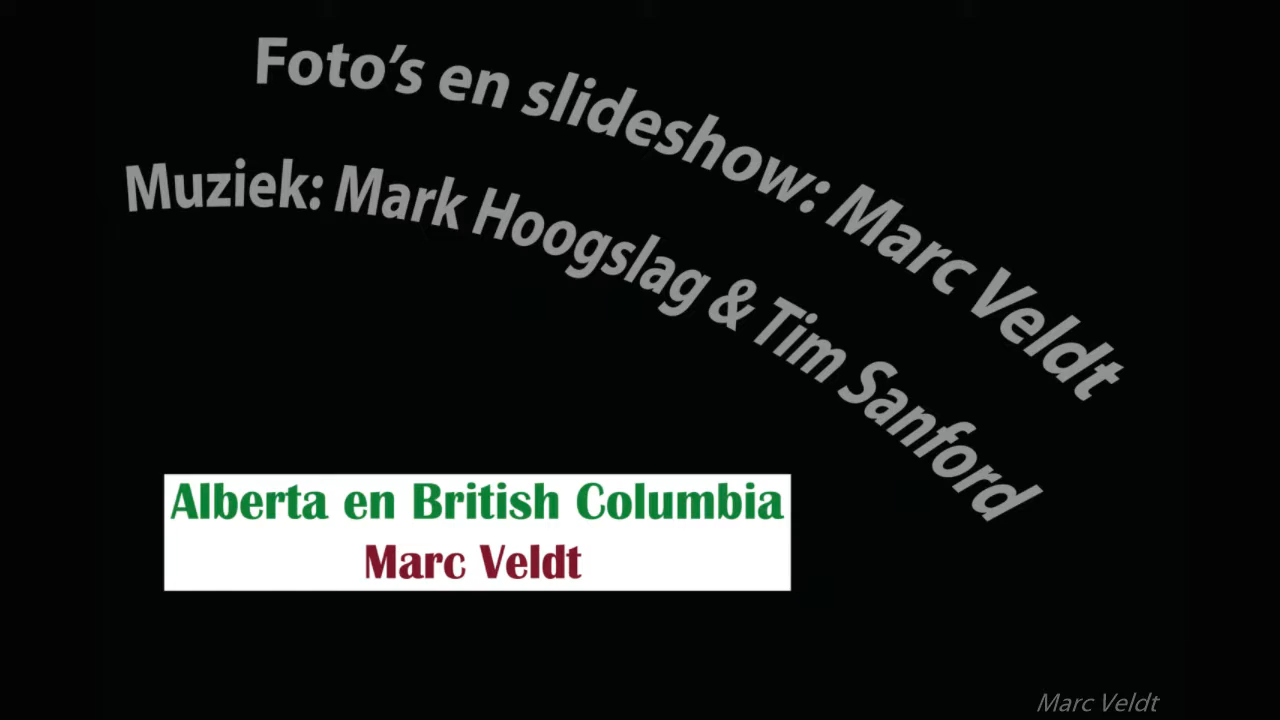 Foto’s en slideshow: Marc Veldt
Muziek: Mark Hoogslag & Tim Sanford
Alberta en British Columbia
Marc Veldt
Marc Veldt